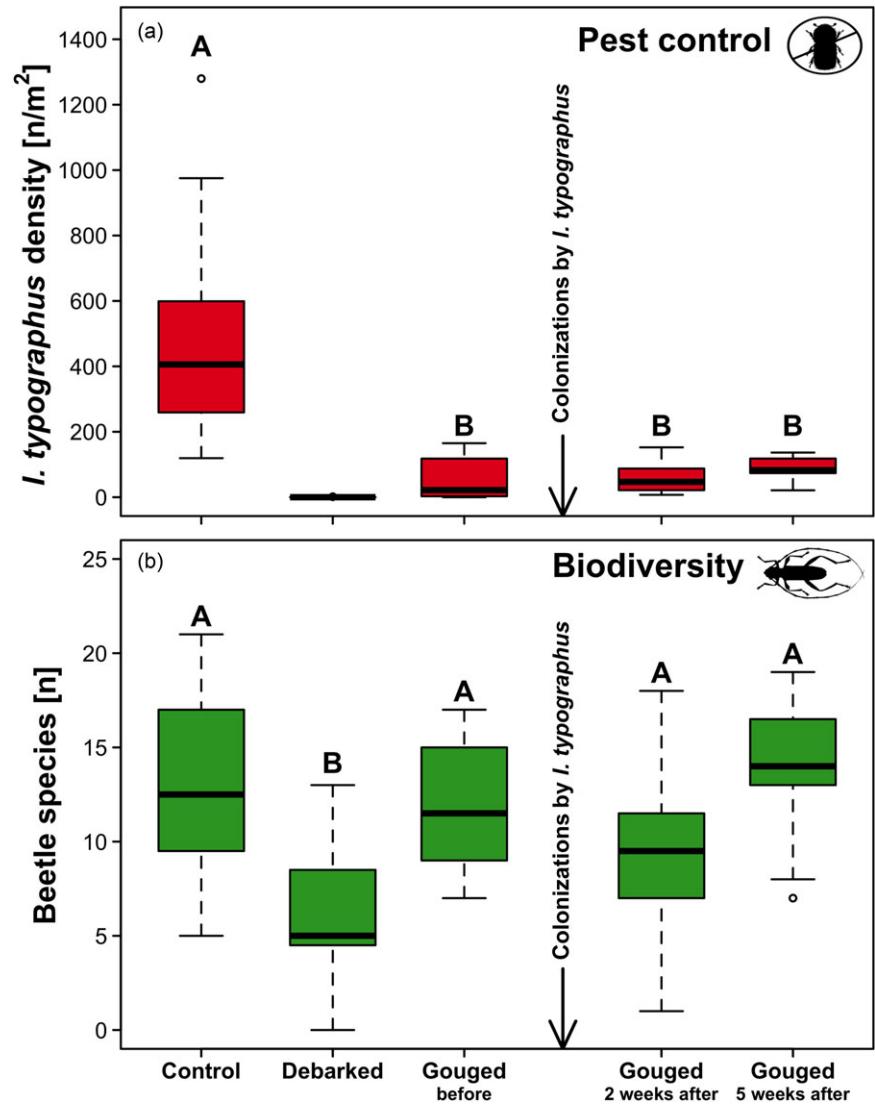 (a)
Pest control
I. typographus density [n/m²]
1400
1200
1000
800
600
400
200
0
A
B
B
B
Colonizations by I. typographus
(b)
Biodiversity
Beetle species [n]
25
20
15
10
5
0
A
B
A
A
A
Colonizations by I. typographus
Control
Debarked
Gouged
before
Gouged
2 weeks after
Gouged
5 weeks after